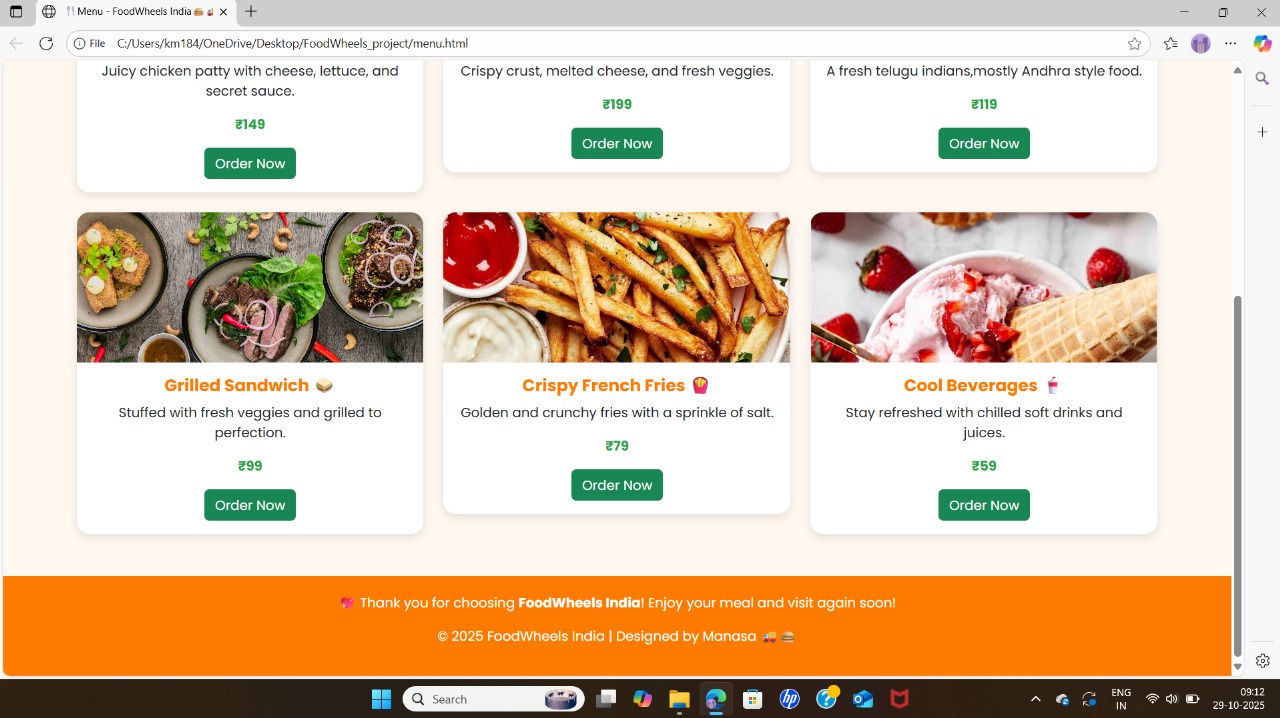 🍴Menu - FoodWheels India🍔🚚
File C:/Users/km184/OneDrive/Desktop/FoodWheels_project/menu.html
Juicy chicken patty with cheese, lettuce, and
secret sauce.
₹149
Order Now
Crispy crust, melted cheese, and fresh veggies.
₹199
Order Now
A fresh telugu indians,mostly Andhra style food.
₹119
Order Now
Grilled Sandwich 🥪
Stuffed with fresh veggies and grilled to
perfection.
₹99
Order Now
Crispy French Fries 🍟
Golden and crunchy fries with a sprinkle of salt.
₹79
Order Now
Cool Beverages 🥤
Stay refreshed with chilled soft drinks and
juices.
₹59
Order Now
💖 Thank you for choosing FoodWheels India! Enjoy your meal and visit again soon!
© 2025 FoodWheels India | Designed by Manasa 🚚 🍔
Search
ENG
IN
09:12
29-10-2025